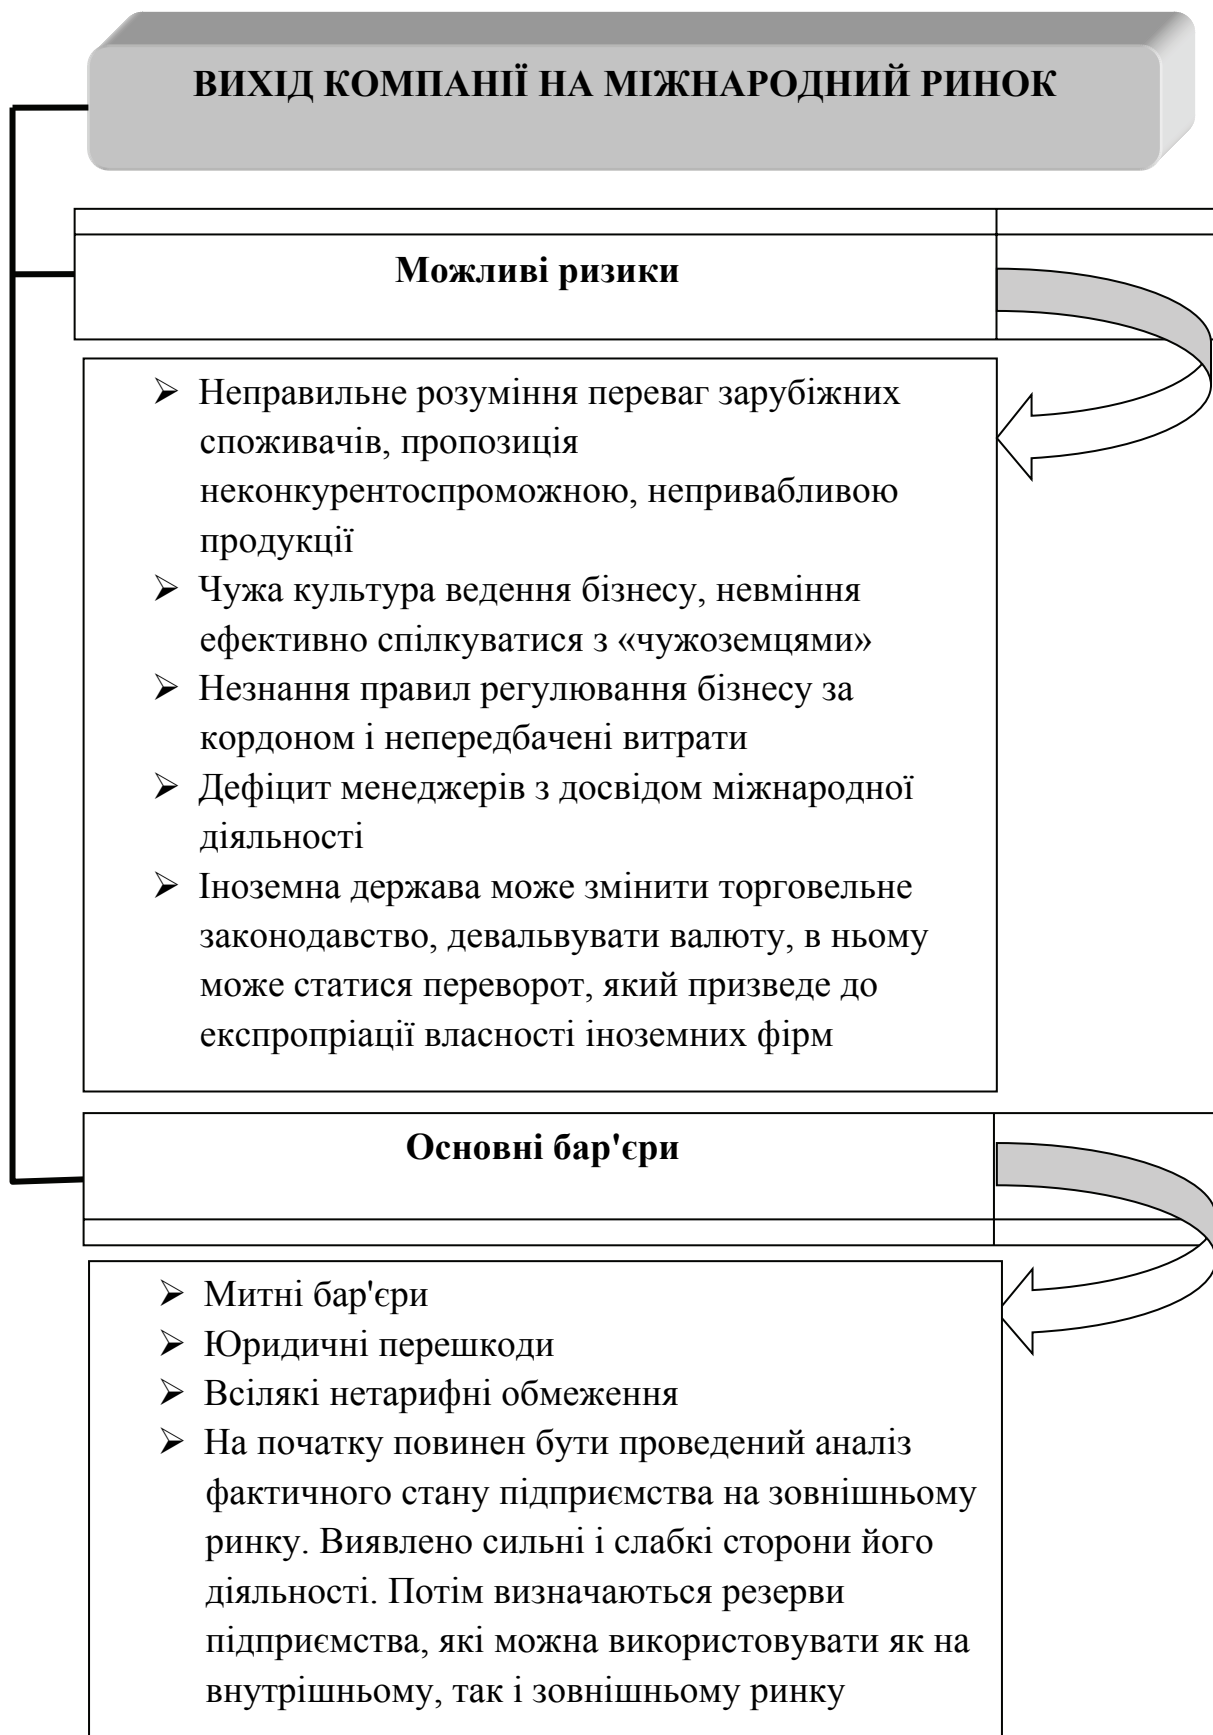 ВИХІД КОМПАНІЇ НА МІЖНАРОДНИЙ РИНОК
Можливі ризики
➢ Неправильне розуміння переваг зарубіжних
споживачів, пропозиція
неконкурентоспроможною, непривабливою
продукції
➢ Чужа культура ведення бізнесу, невміння
ефективно спілкуватися з «чужоземцями»
➢ Незнання правил регулювання бізнесу за
кордоном і непередбачені витрати
➢ Дефіцит менеджерів з досвідом міжнародної
діяльності
➢ Іноземна держава може змінити торговельне
законодавство, девальвувати валюту, в ньому
може статися переворот, який призведе до
експропріації власності іноземних фірм
Основні бар'єри
➢ Митні бар'єри
➢ Юридичні перешкоди
➢ Всілякі нетарифні обмеження
➢ На початку повинен бути проведений аналіз
фактичного стану підприємства на зовнішньому
ринку. Виявлено сильні і слабкі сторони його
діяльності. Потім визначаються резерви
підприємства, які можна використовувати як на
внутрішньому, так і зовнішньому ринку